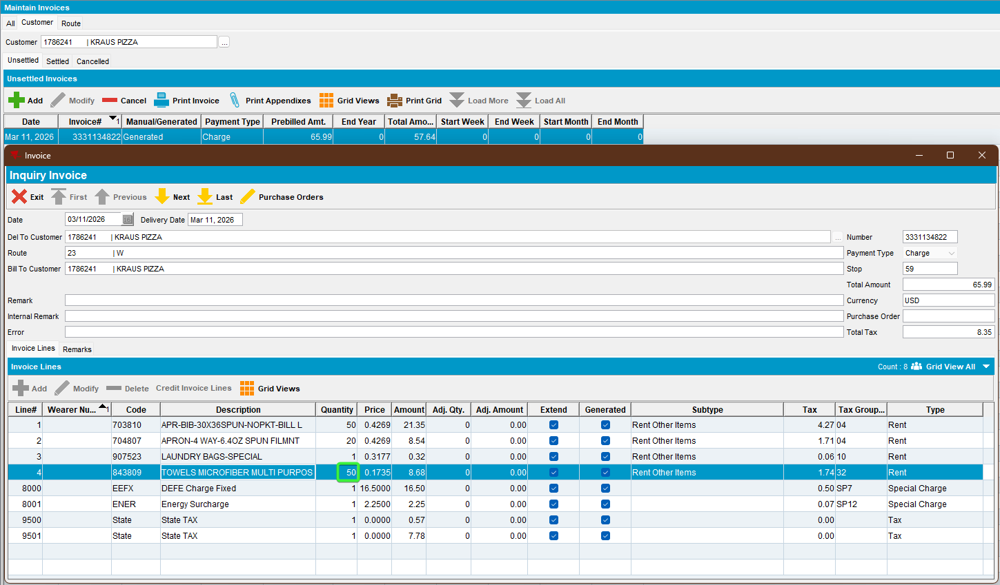 Maintain Invoices
All Customer Route
Customer 1786241 | KRAUS PIZZA ...
Unsettled Settled Cancelled
Unsettled Invoices
Add Modify Cancel Print Invoice Print Appendixes Grid Views Print Grid Load More Load All
Date Invoice# 1 Manual/Generated Payment Type Prebilled Amt. End Year Total Amo... Start Week End Week Start Month End Month
Mar 11, 2026 3331134822 Generated Charge 65.99 0 57.64 0 0 0 0
Invoice
Inquiry Invoice
Exit First Previous Next Last Purchase Orders
Date 03/11/2026 16 Delivery Date Mar 11, 2026
Del To Customer 1786241 | KRAUS PIZZA ... Number 3331134822
Route 23 | W Payment Type Charge
Bill To Customer 1786241 | KRAUS PIZZA Stop 59
Total Amount 65.99
Remark Currency USD
Internal Remark Purchase Order
Error Total Tax 8.35
Invoice Lines Remarks
Invoice Lines Count : 8 Grid View All
Add Modify Delete Credit Invoice Lines Grid Views
Line# Wearer Nu... 1 Code Description Quantity Price Amount Adj. Qty. Adj. Amount Extend Generated Subtype Tax Tax Group... Type
1 703810 APR-BIB-30X36SPUN-NOPKT-BILL L 50 0.4269 21.35 0 0.00 Rent Other Items 4.27 04 Rent
2 704807 APRON-4 WAY-6.4OZ SPUN FILMNT 20 0.4269 8.54 0 0.00 Rent Other Items 1.71 04 Rent
3 907523 LAUNDRY BAGS-SPECIAL 1 0.3177 0.32 0 0.00 Rent Other Items 0.06 10 Rent
4 843809 TOWELS MICROFIBER MULTI PURPOS 50 0.1735 8.68 0 0.00 Rent Other Items 1.74 32 Rent
8000 EEFX DEFE Charge Fixed 1 16.5000 16.50 0 0.00 0.50 SP7 Special Charge
8001 ENER Energy Surcharge 1 2.2500 2.25 0 0.00 0.07 SP12 Special Charge
9500 State State TAX 1 0.0000 0.57 0 0.00 0.00 Tax
9501 State State TAX 1 0.0000 7.78 0 0.00 0.00 Tax